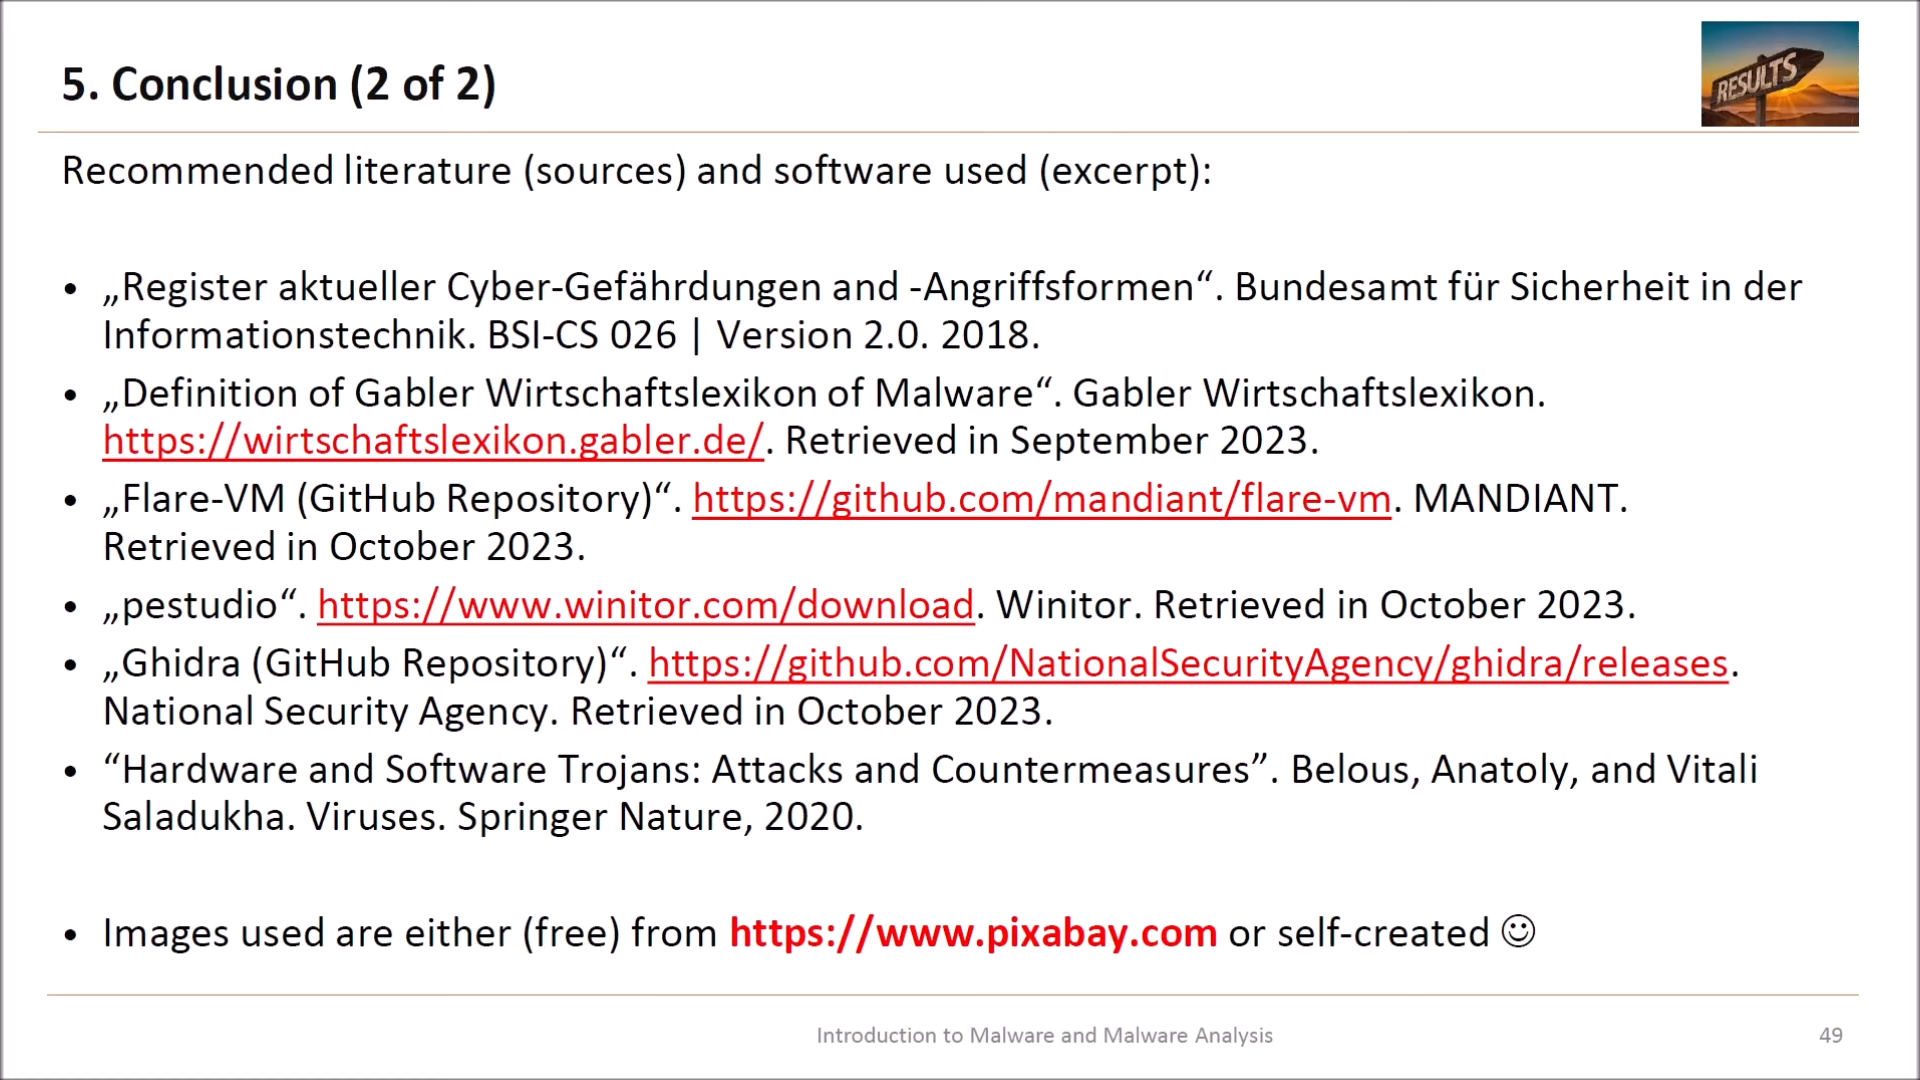 5. Conclusion (2 of 2)
RESULTS
Recommended literature (sources) and software used (excerpt):
• „Register aktueller Cyber-Gefährdungen and -Angriffsformen“. Bundesamt für Sicherheit in der
Informationstechnik. BSI-CS 026 | Version 2.0. 2018.
• „Definition of Gabler Wirtschaftslexikon of Malware“. Gabler Wirtschaftslexikon.
https://wirtschaftslexikon.gabler.de/. Retrieved in September 2023.
• „Flare-VM (GitHub Repository)“. https://github.com/mandiant/flare-vm. MANDIANT.
Retrieved in October 2023.
• „pestudio“. https://www.winitor.com/download. Winitor. Retrieved in October 2023.
• „Ghidra (GitHub Repository)“. https://github.com/NationalSecurityAgency/ghidra/releases.
National Security Agency. Retrieved in October 2023.
• “Hardware and Software Trojans: Attacks and Countermeasures”. Belous, Anatoly, and Vitali
Saladukha. Viruses. Springer Nature, 2020.
• Images used are either (free) from https://www.pixabay.com or self-created ☺
Introduction to Malware and Malware Analysis
49